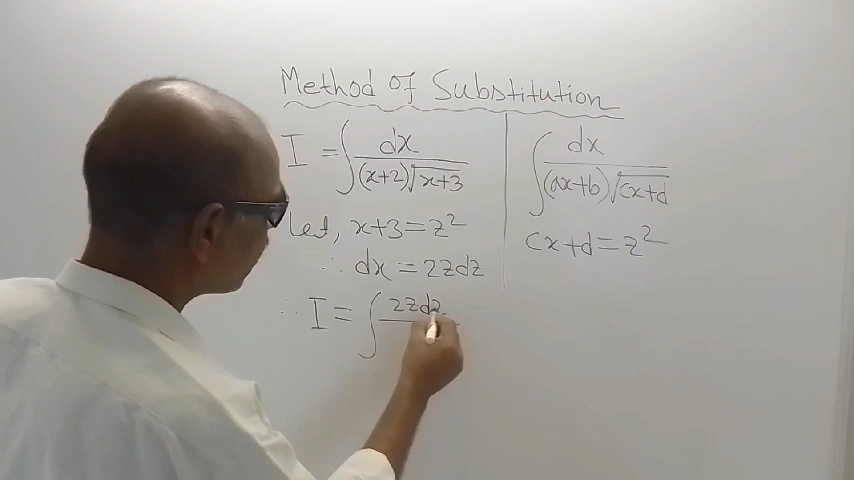 Method of Substitution
I = ∫ dx / (x+2)√x+3
Let, x+3 = z²
∴ dx = 2zdz
∴ I = ∫ 2zdz
∫ dx / (ax+b)√cx+d
cx+d = z²